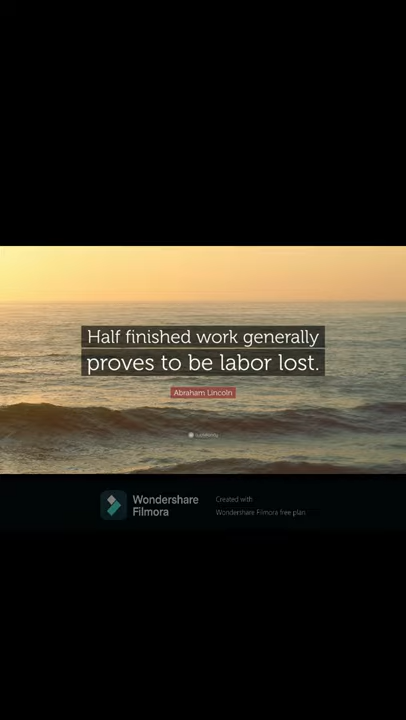 Half finished work generally
proves to be labor lost.
Abraham Lincoln
Wondershare
Filmora
Created with
Wondershare Filmora free plan